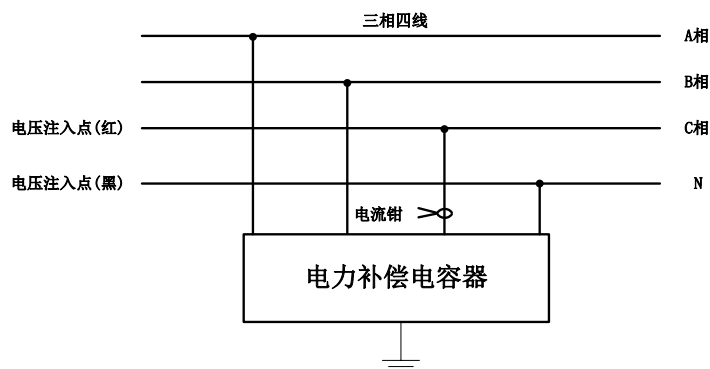 三相四线
A相
B相
电压注入点(红)
C相
电压注入点(黑)
N
电流钳
电力补偿电容器